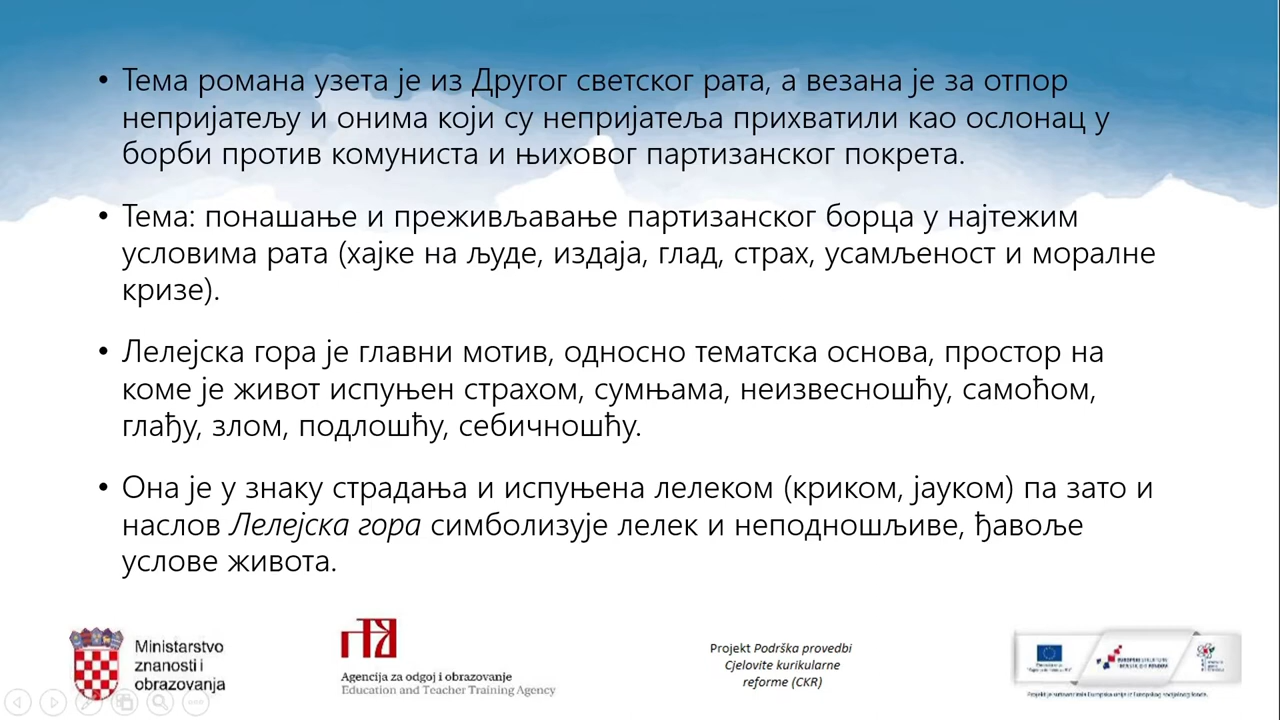 • Тема романа узета је из Другог светског рата, а везана је за отпор
непријатељу и онима који су непријатеља прихватили као ослонац у
борби против комуниста и њиховог партизанског покрета.
• Тема: понашање и преживљавање партизанског борца у најтежим
условима рата (хајке на људе, издаја, глад, страх, усамљеност и моралне
кризе).
• Лелејска гора је главни мотив, односно тематска основа, простор на
коме је живот испуњен страхом, сумњама, неизвесношћу, самоћом,
глађу, злом, подлошћу, себичношћу.
• Она је у знаку страдања и испуњена лелеком (криком, јауком) па зато и
наслов Лелејска гора симболизује лелек и неподношљиве, ђавоље
услове живота.
Ministarstvo
znanosti i
obrazovanja
Agencija za odgoj i obrazovanje
Education and Teacher Training Agency
Projekt Podrška provedbi
Cjelovite kurikularne
reforme (CKR)